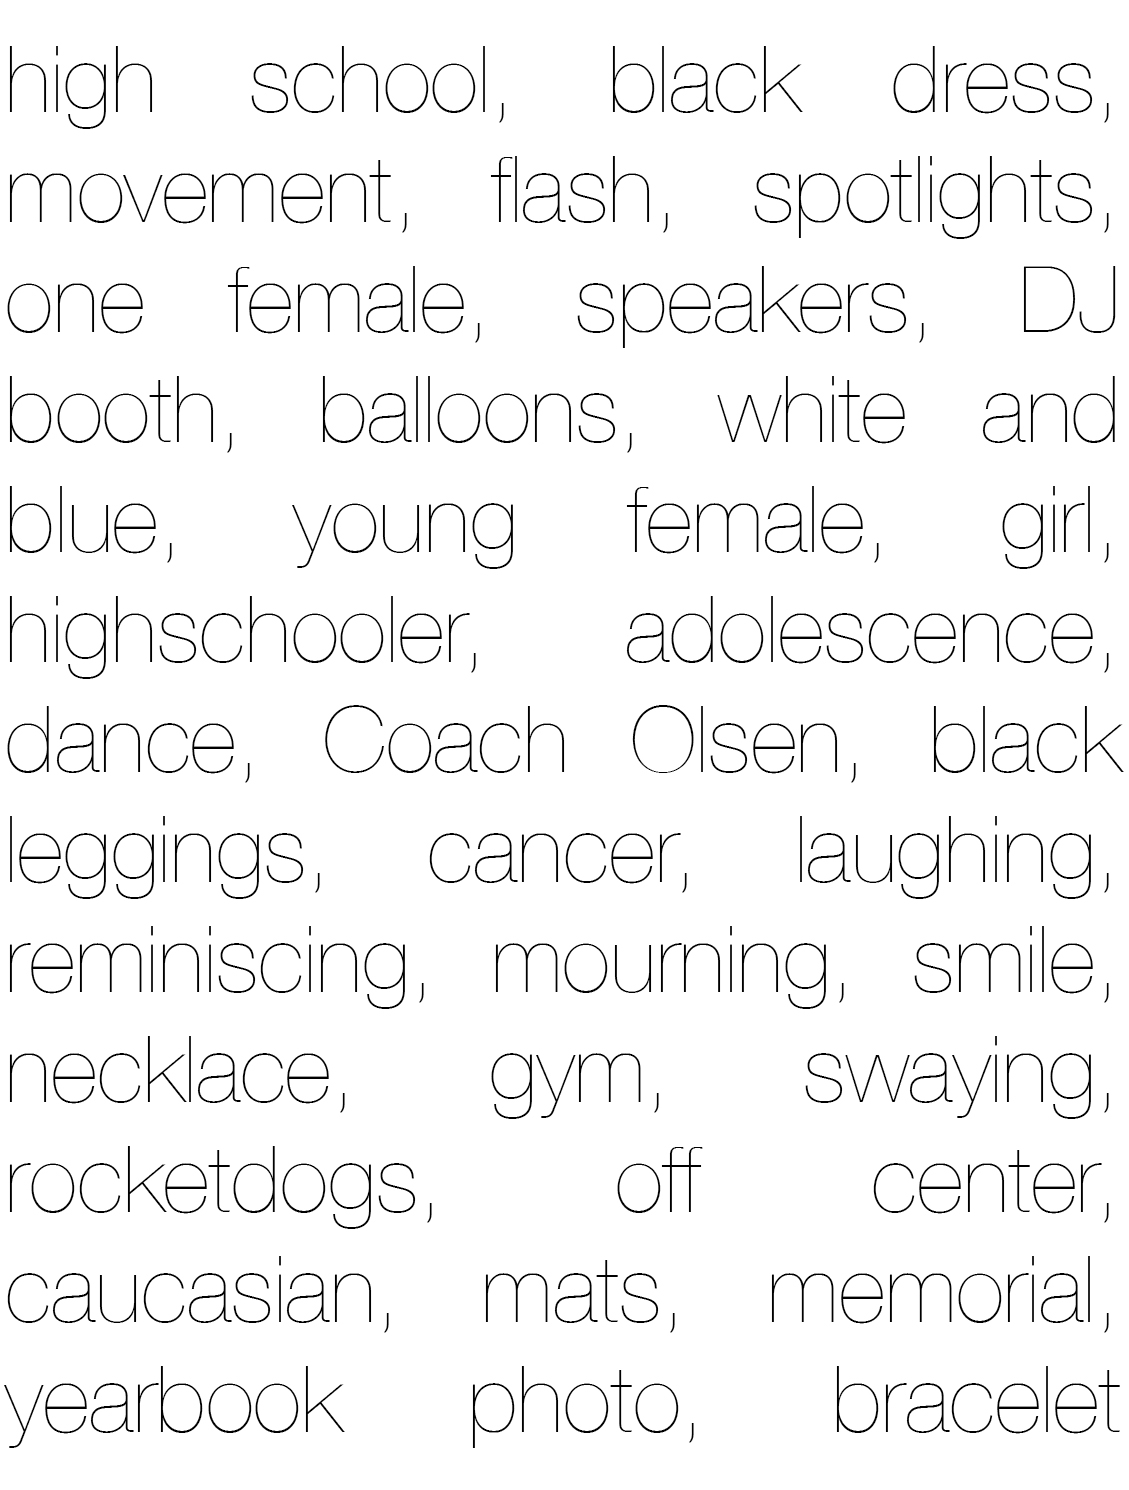 high school, black dress,
movement, flash, spotlights,
one female, speakers, DJ
booth, balloons, white and
blue, young female, girl,
highschooler, adolescence,
dance, Coach Olsen, black
leggings, cancer, laughing,
reminiscing, mourning, smile,
necklace, gym, swaying,
rocketdogs, off center,
caucasian, mats, memorial,
yearbook photo, bracelet